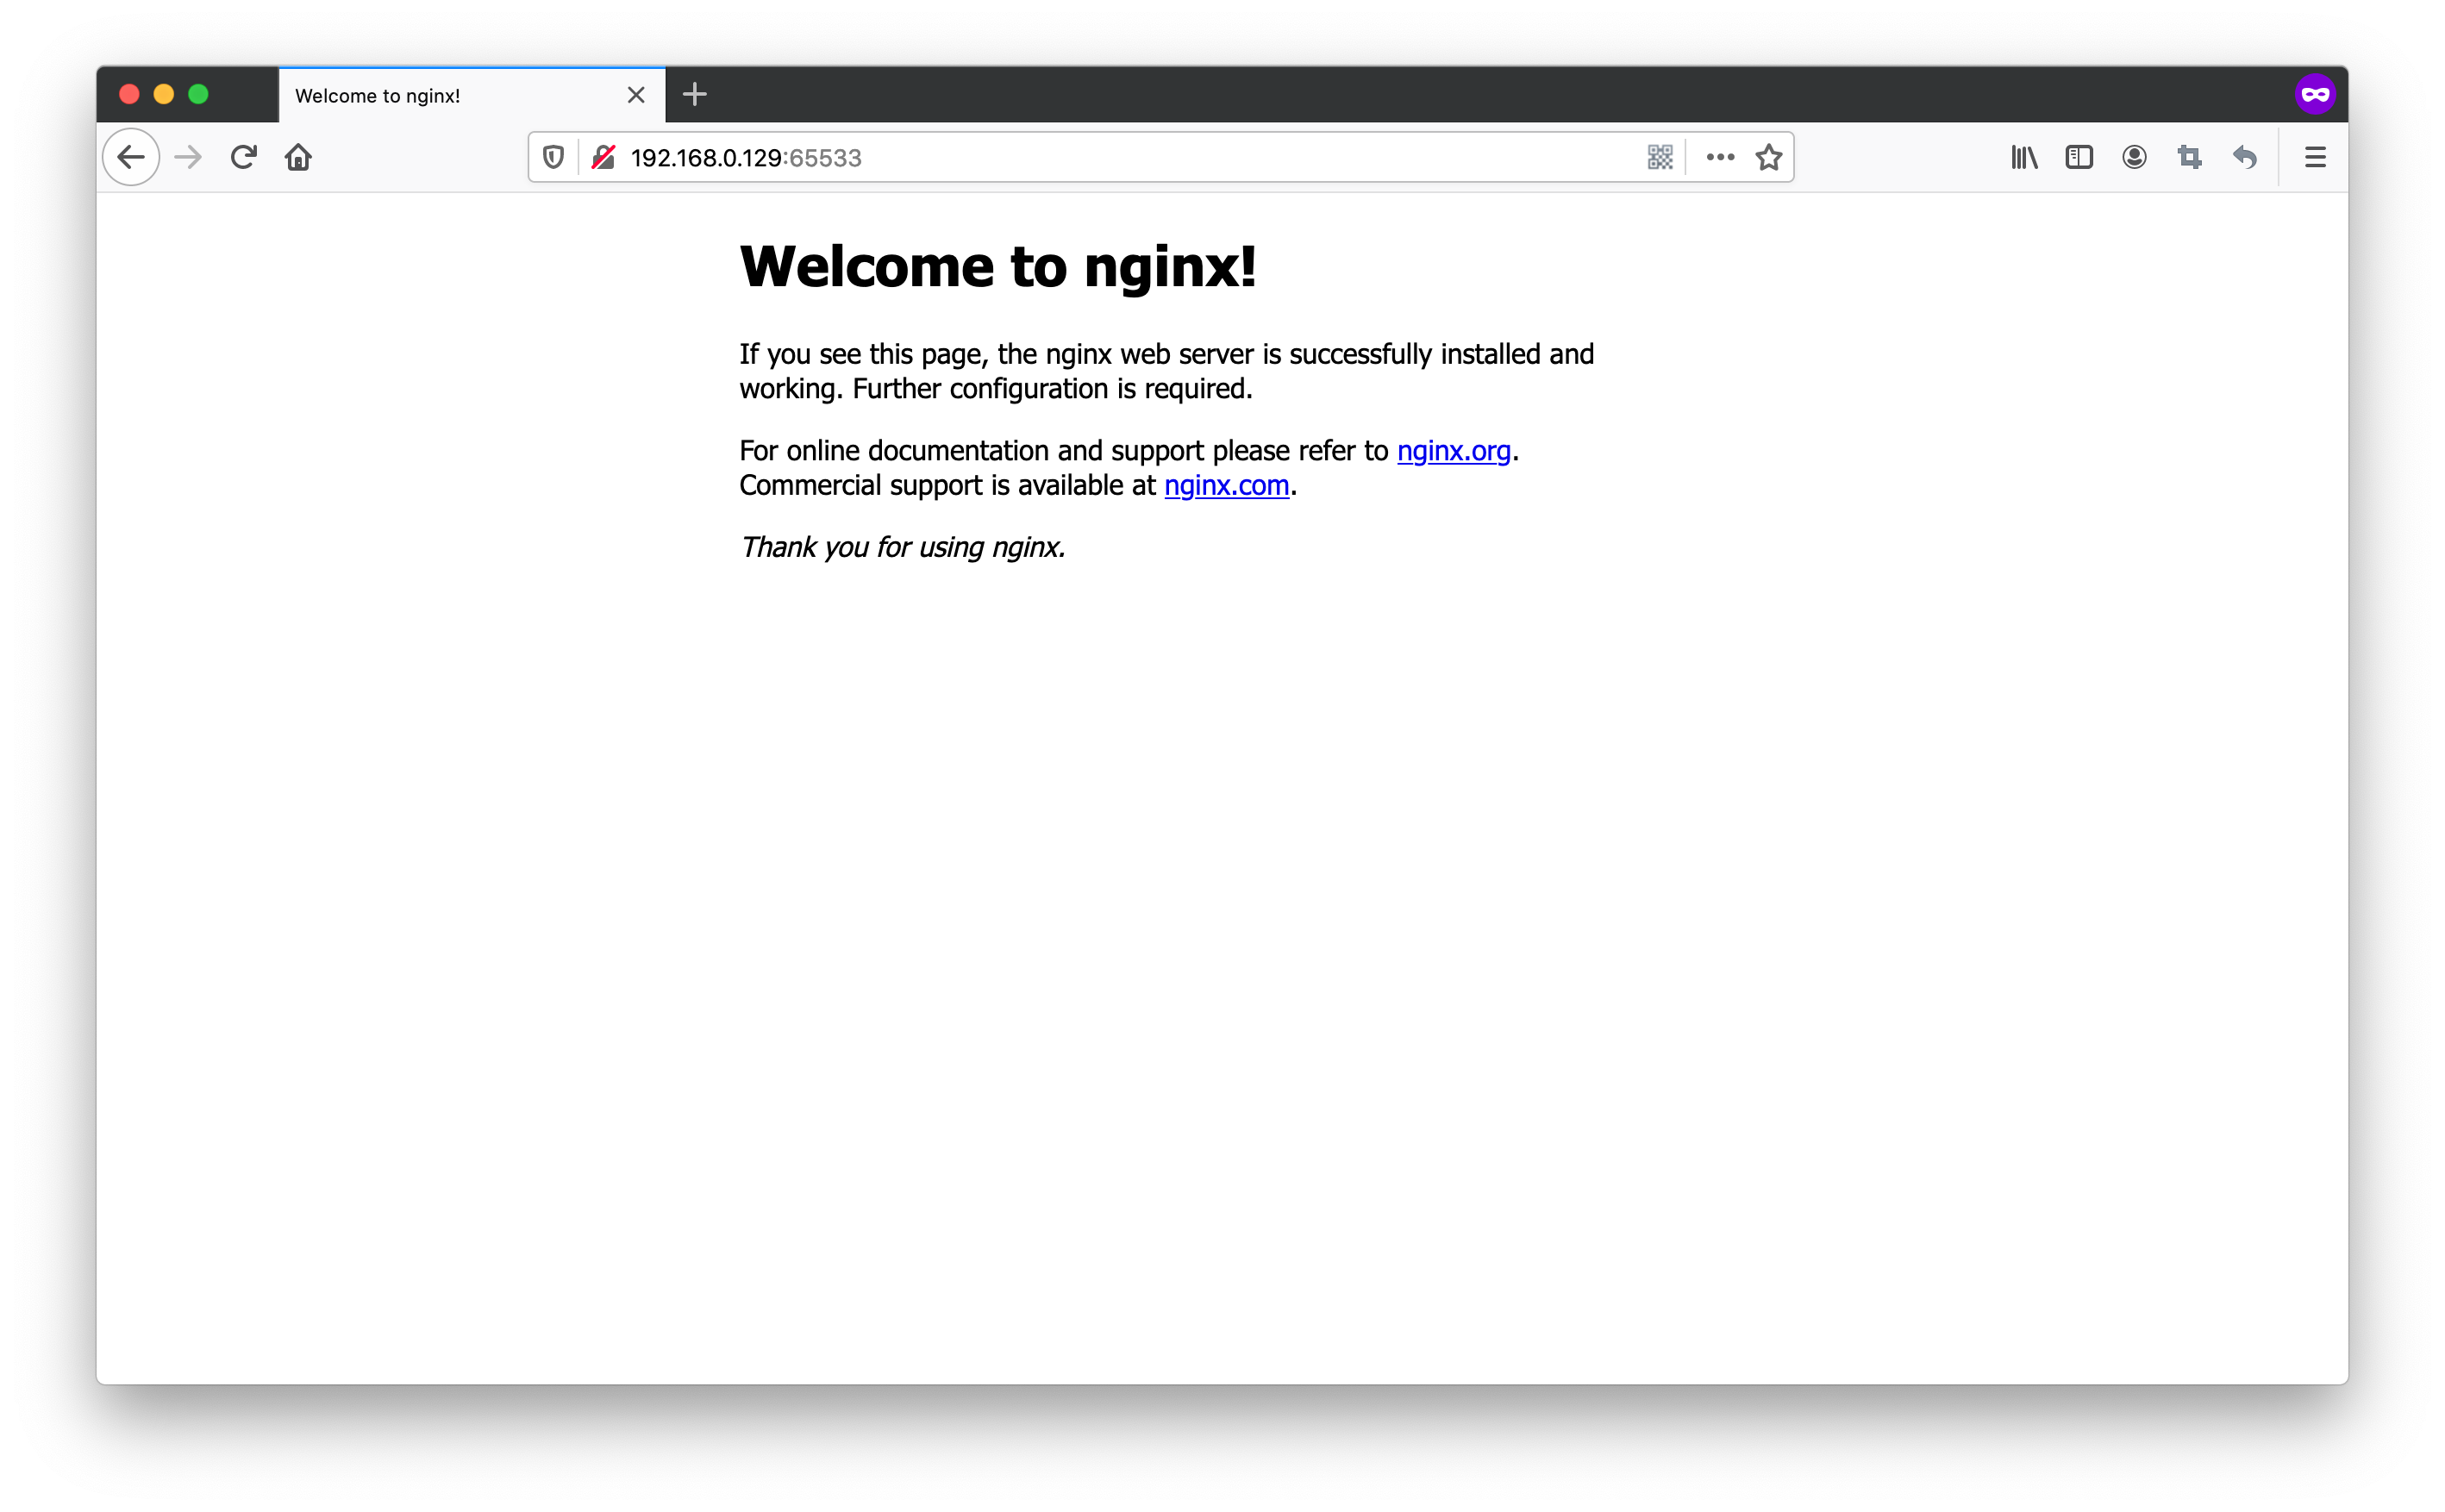 Welcome to nginx!
192.168.0.129:65533
Welcome to nginx!
If you see this page, the nginx web server is successfully installed and
working. Further configuration is required.
For online documentation and support please refer to nginx.org.
Commercial support is available at nginx.com.
Thank you for using nginx.